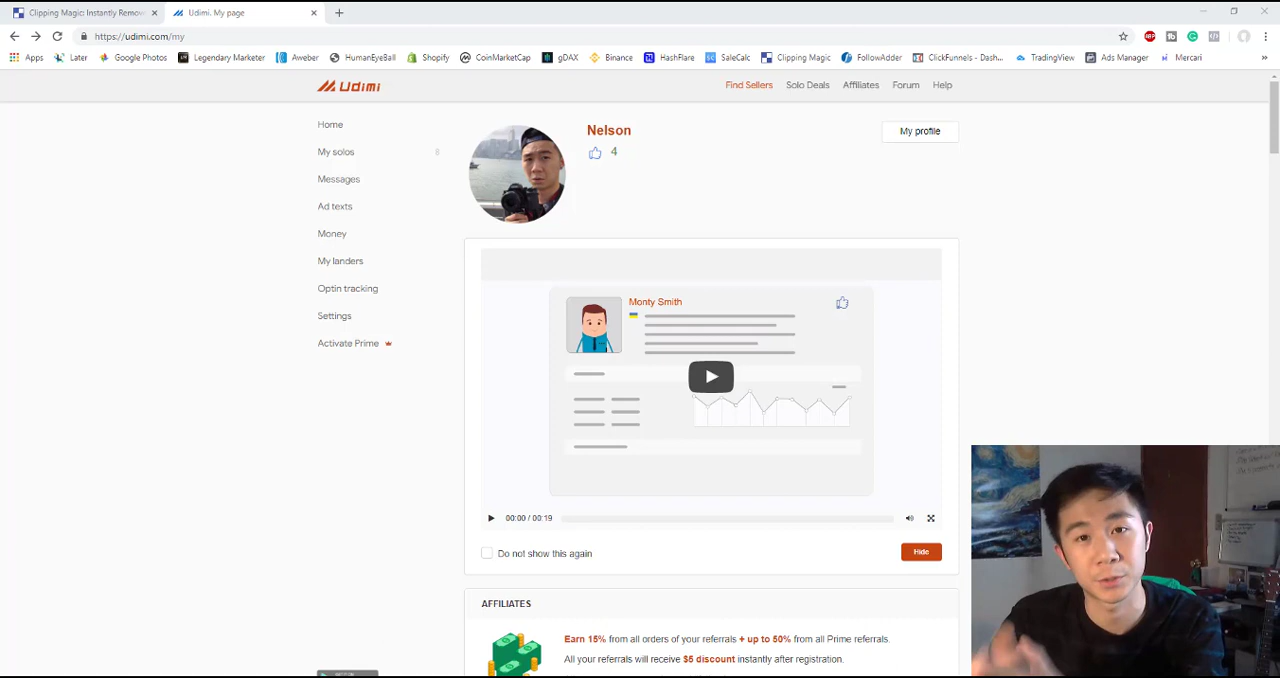 Clipping Magic: Instantly Remov
Udimi. My page
https://udimi.com/my
Apps
Later
Google Photos
Legendary Marketer
Aweber
HumanEyeBall
Shopify
CoinMarketCap
gDAX
Binance
HashFlare
SaleCalc
Clipping Magic
FollowAdder
ClickFunnels - Dash...
TradingView
Ads Manager
Mercari
»
Udimi
Find Sellers
Solo Deals
Affiliates
Forum
Help
Home
My solos
Messages
Ad texts
Money
My landers
Optin tracking
Settings
Activate Prime
Nelson
4
My profile
Monty Smith
00:00 / 00:19
Do not show this again
Hide
AFFILIATES
Earn 15% from all orders of your referrals + up to 50% from all Prime referrals.
All your referrals will receive $5 discount instantly after registration.